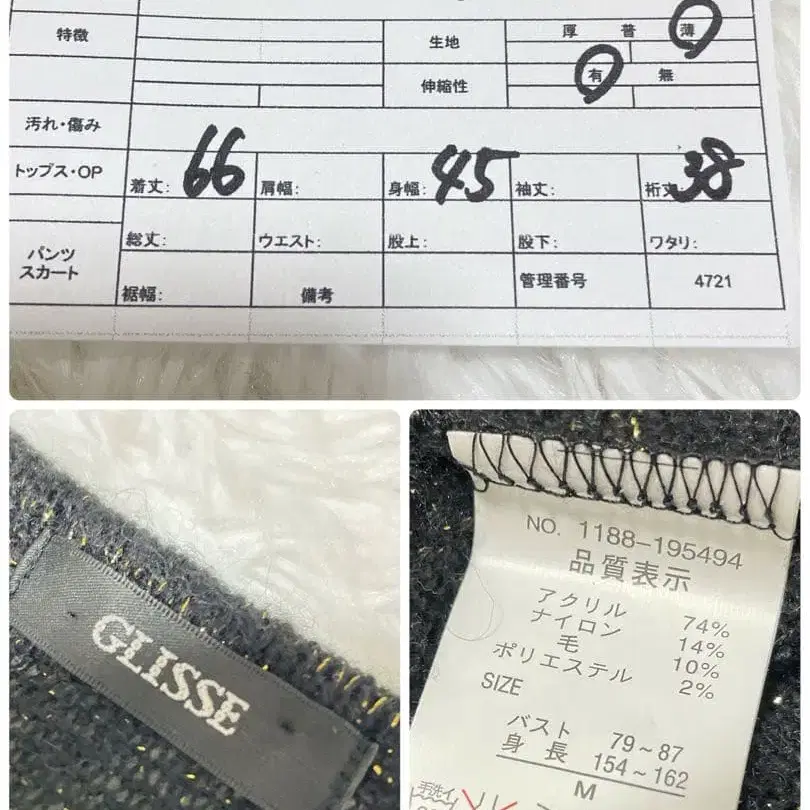 特徴
生地 厚 普 薄
伸縮性 有 無
汚れ・傷み
トップス・OP 着丈: 66 肩幅: 身幅: 45 袖丈: 裄丈 38
パンツ
スカート
総丈: ウエスト: 股上: 股下: ワタリ:
裾幅: 備考 管理番号 4721
GLISSE
NO. 1188-195494
品質表示
アクリル 74%
ナイロン 14%
毛 10%
ポリエステル 2%
SIZE
バスト 79~87
身長 154~162
M
手洗イ